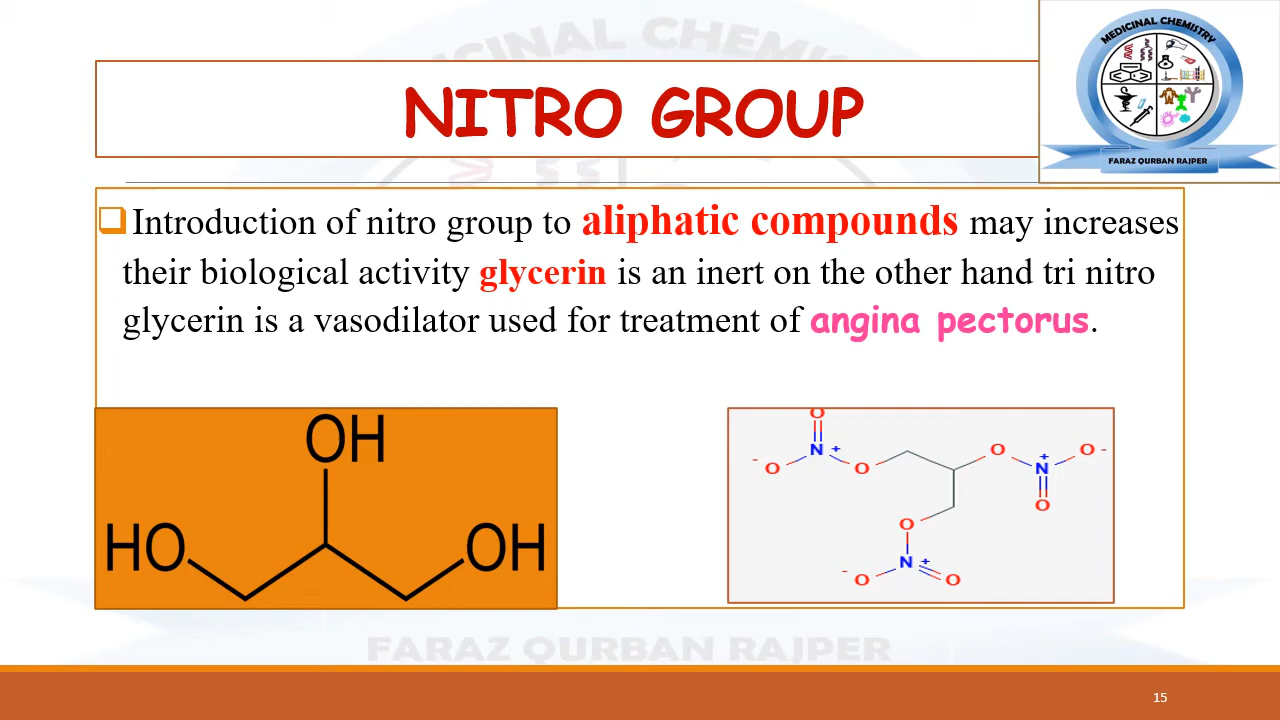 MEDICINAL CHEMISTRY
MEDICINAL CHEMISTRY
FARAZ QURBAN RAJPER
NITRO GROUP
Introduction of nitro group to aliphatic compounds may increases
their biological activity glycerin is an inert on the other hand tri nitro
glycerin is a vasodilator used for treatment of angina pectorus.
OH
HO
OH
O
N +
- O
O
O
N +
O -
O
O
N +
- O
O
FARAZ QURBAN RAJPER
15